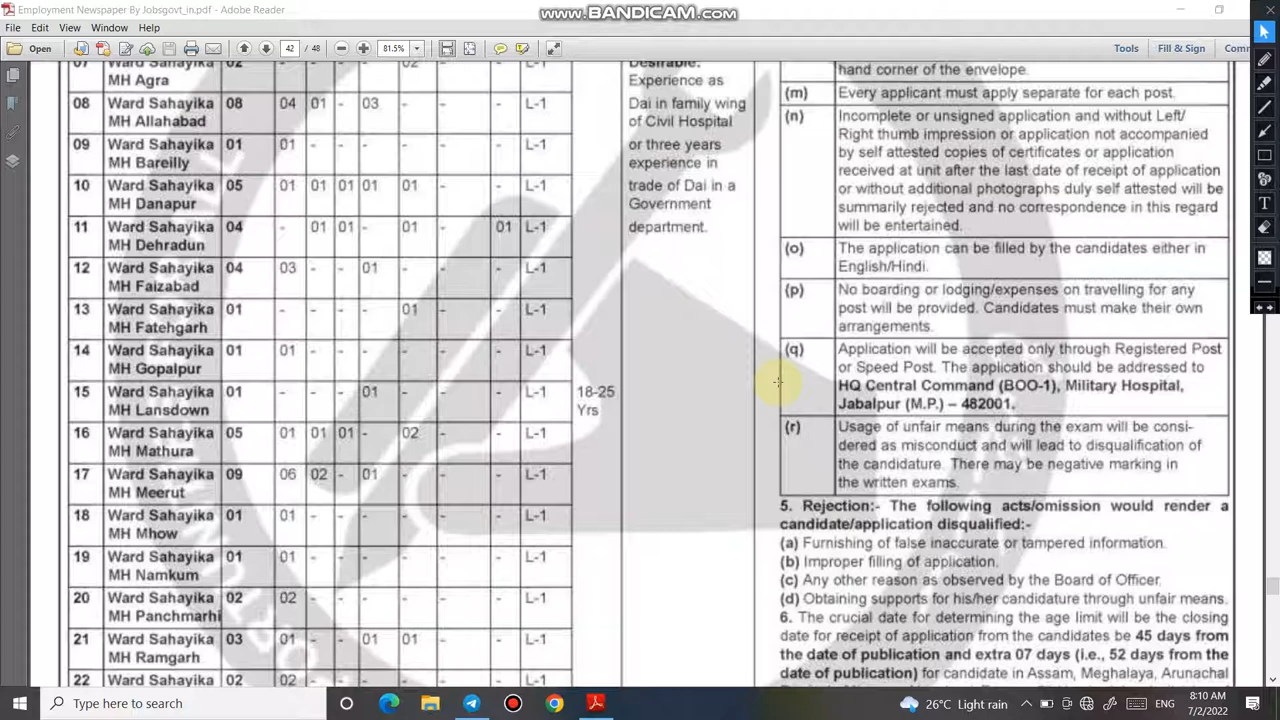 Employment Newspaper By Jobsgovt_in.pdf - Adobe Reader
www.BANDICAM.com
File Edit View Window Help
Open 42 / 48 81.5% Tools Fill & Sign Comm
07 Ward Sahayika 02 - - - - 02 - - L-1
MH Agra
08 Ward Sahayika 08 04 01 - 03 - - - L-1
MH Allahabad
09 Ward Sahayika 01 01 - - - - - - L-1
MH Bareilly
10 Ward Sahayika 05 01 01 01 01 01 - - L-1
MH Danapur
11 Ward Sahayika 04 - 01 01 - 01 - 01 L-1
MH Dehradun
12 Ward Sahayika 04 03 - - 01 - - - L-1
MH Faizabad
13 Ward Sahayika 01 - - - - 01 - - L-1
MH Fatehgarh
14 Ward Sahayika 01 01 - - - - - - L-1
MH Gopalpur
15 Ward Sahayika 01 - - - 01 - - - L-1
MH Lansdown
16 Ward Sahayika 05 01 01 01 - 02 - - L-1
MH Mathura
17 Ward Sahayika 09 06 02 - 01 - - - L-1
MH Meerut
18 Ward Sahayika 01 01 - - - - - - L-1
MH Mhow
19 Ward Sahayika 01 01 - - - - - - L-1
MH Namkum
20 Ward Sahayika 02 02 - - - - - - L-1
MH Panchmarhi
21 Ward Sahayika 03 01 - - 01 01 - - L-1
MH Ramgarh
22 Ward Sahayika 02 02 - - - - - - L-1
18-25
Yrs
Desirable:
Experience as
Dai in family wing
of Civil Hospital
or three years
experience in
trade of Dai in a
Government
department.
hand corner of the envelope.
(m) Every applicant must apply separate for each post.
(n) Incomplete or unsigned application and without Left/
Right thumb impression or application not accompanied
by self attested copies of certificates or application
received at unit after the last date of receipt of application
or without additional photographs duly self attested will be
summarily rejected and no correspondence in this regard
will be entertained.
(o) The application can be filled by the candidates either in
English/Hindi.
(p) No boarding or lodging/expenses on travelling for any
post will be provided. Candidates must make their own
arrangements.
(q) Application will be accepted only through Registered Post
or Speed Post. The application should be addressed to
HQ Central Command (BOO-1), Military Hospital,
Jabalpur (M.P.) – 482001.
(r) Usage of unfair means during the exam will be consi-
dered as misconduct and will lead to disqualification of
the candidature. There may be negative marking in
the written exams.
5. Rejection:- The following acts/omission would render a
candidate/application disqualified:-
(a) Furnishing of false inaccurate or tampered information.
(b) Improper filling of application.
(c) Any other reason as observed by the Board of Officer.
(d) Obtaining supports for his/her candidature through unfair means.
6. The crucial date for determining the age limit will be the closing
date for receipt of application from the candidates be 45 days from
the date of publication and extra 07 days (i.e., 52 days from the
date of publication) for candidate in Assam, Meghalaya, Arunachal
Type here to search
26°C Light rain
8:10 AM
7/2/2022